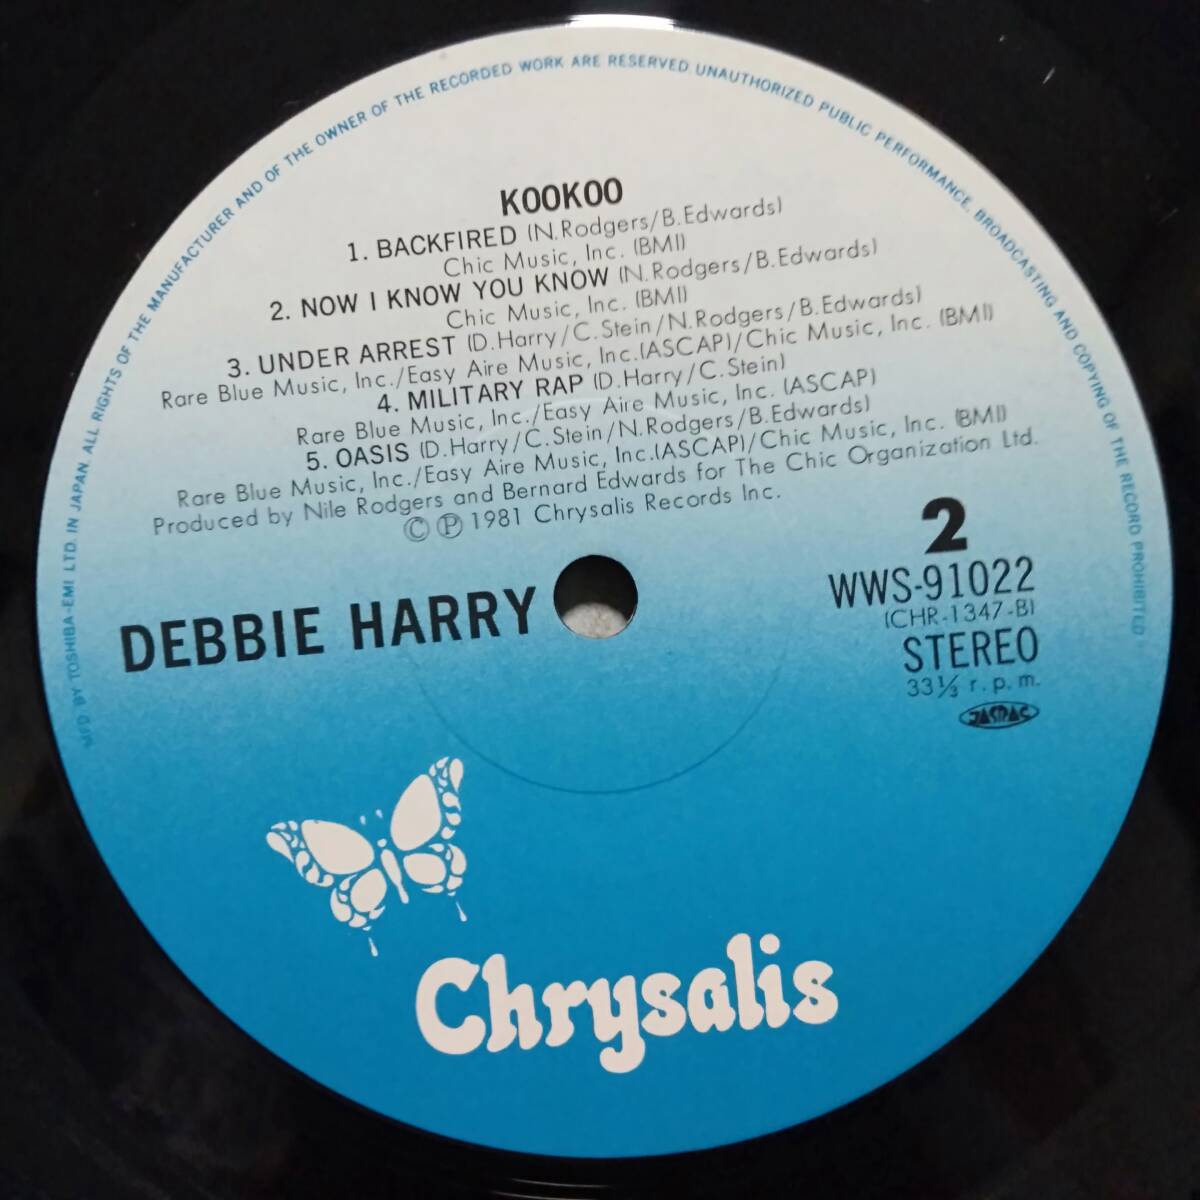 MFD BY TOSHIBA-EMI LTD. IN JAPAN. ALL RIGHTS OF THE MANUFACTURER AND OF THE OWNER OF THE RECORDED WORK ARE RESERVED. UNAUTHORIZED PUBLIC PERFORMANCE, BROADCASTING AND COPYING OF THE RECORD PROHIBITED
KOOKOO
1. BACKFIRED (N.Rodgers/B.Edwards)
Chic Music, Inc. (BMI)
2. NOW I KNOW YOU KNOW (N.Rodgers/B.Edwards)
Chic Music, Inc. (BMI)
3. UNDER ARREST (D.Harry/C.Stein/N.Rodgers/B.Edwards)
Rare Blue Music, Inc./Easy Aire Music, Inc.(ASCAP)/Chic Music, Inc. (BMI)
4. MILITARY RAP (D.Harry/C.Stein)
Rare Blue Music, Inc./Easy Aire Music, Inc. (ASCAP)
5. OASIS (D.Harry/C.Stein/N.Rodgers/B.Edwards)
Rare Blue Music, Inc./Easy Aire Music, Inc.(ASCAP)/Chic Music, Inc. (BMI)
Produced by Nile Rodgers and Bernard Edwards for The Chic Organization Ltd.
© ℗ 1981 Chrysalis Records Inc.
2
DEBBIE HARRY
WWS-91022
(CHR-1347-B)
STEREO
33⅓ r.p.m.
JASRAC
Chrysalis